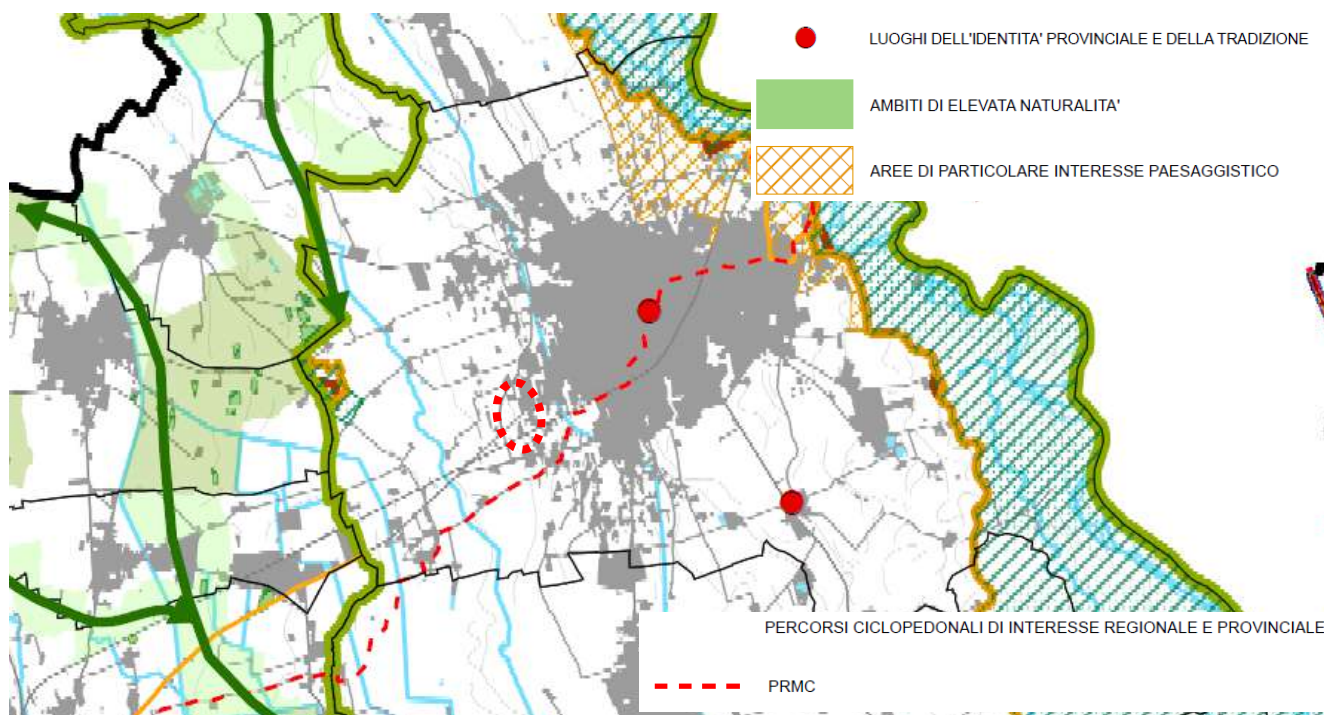 LUOGHI DELL'IDENTITA' PROVINCIALE E DELLA TRADIZIONE
AMBITI DI ELEVATA NATURALITA'
AREE DI PARTICOLARE INTERESSE PAESAGGISTICO
PERCORSI CICLOPEDONALI DI INTERESSE REGIONALE E PROVINCIALE
PRMC